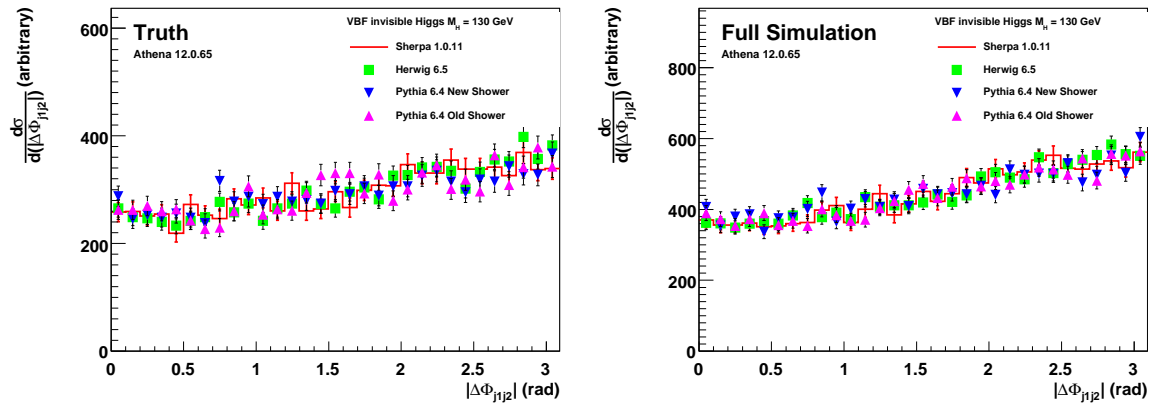 Truth
Athena 12.0.65
VBF invisible Higgs M_H = 130 GeV
Sherpa 1.0.11
Herwig 6.5
Pythia 6.4 New Shower
Pythia 6.4 Old Shower
dσ
d(|ΔΦ_j1j2|) (arbitrary)
600
400
200
0
0 0.5 1 1.5 2 2.5 3
|ΔΦ_j1j2| (rad)
Full Simulation
Athena 12.0.65
VBF invisible Higgs M_H = 130 GeV
Sherpa 1.0.11
Herwig 6.5
Pythia 6.4 New Shower
Pythia 6.4 Old Shower
dσ
d(|ΔΦ_j1j2|) (arbitrary)
800
600
400
200
0
0 0.5 1 1.5 2 2.5 3
|ΔΦ_j1j2| (rad)